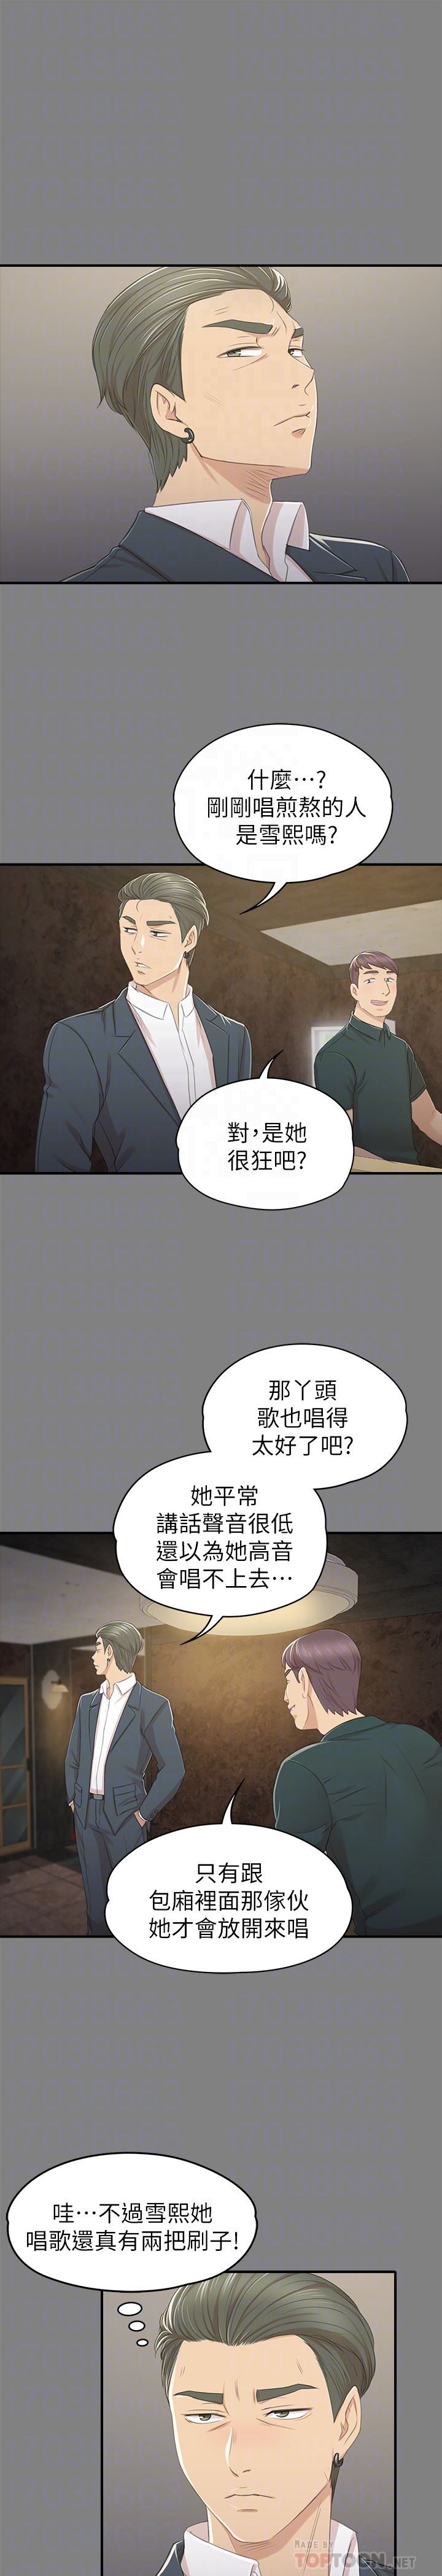 什麼⋯?
剛剛唱煎熬的人
是雪熙嗎?
對,是她
很狂吧?
那丫頭
歌也唱得
太好了吧?
她平常
講話聲音很低
還以為她高音
會唱不上去⋯
只有跟
包廂裡面那傢伙
她才會放開來唱
哇⋯不過雪熙她
唱歌還真有兩把刷子!
MADE BY
TOPTOON.NET